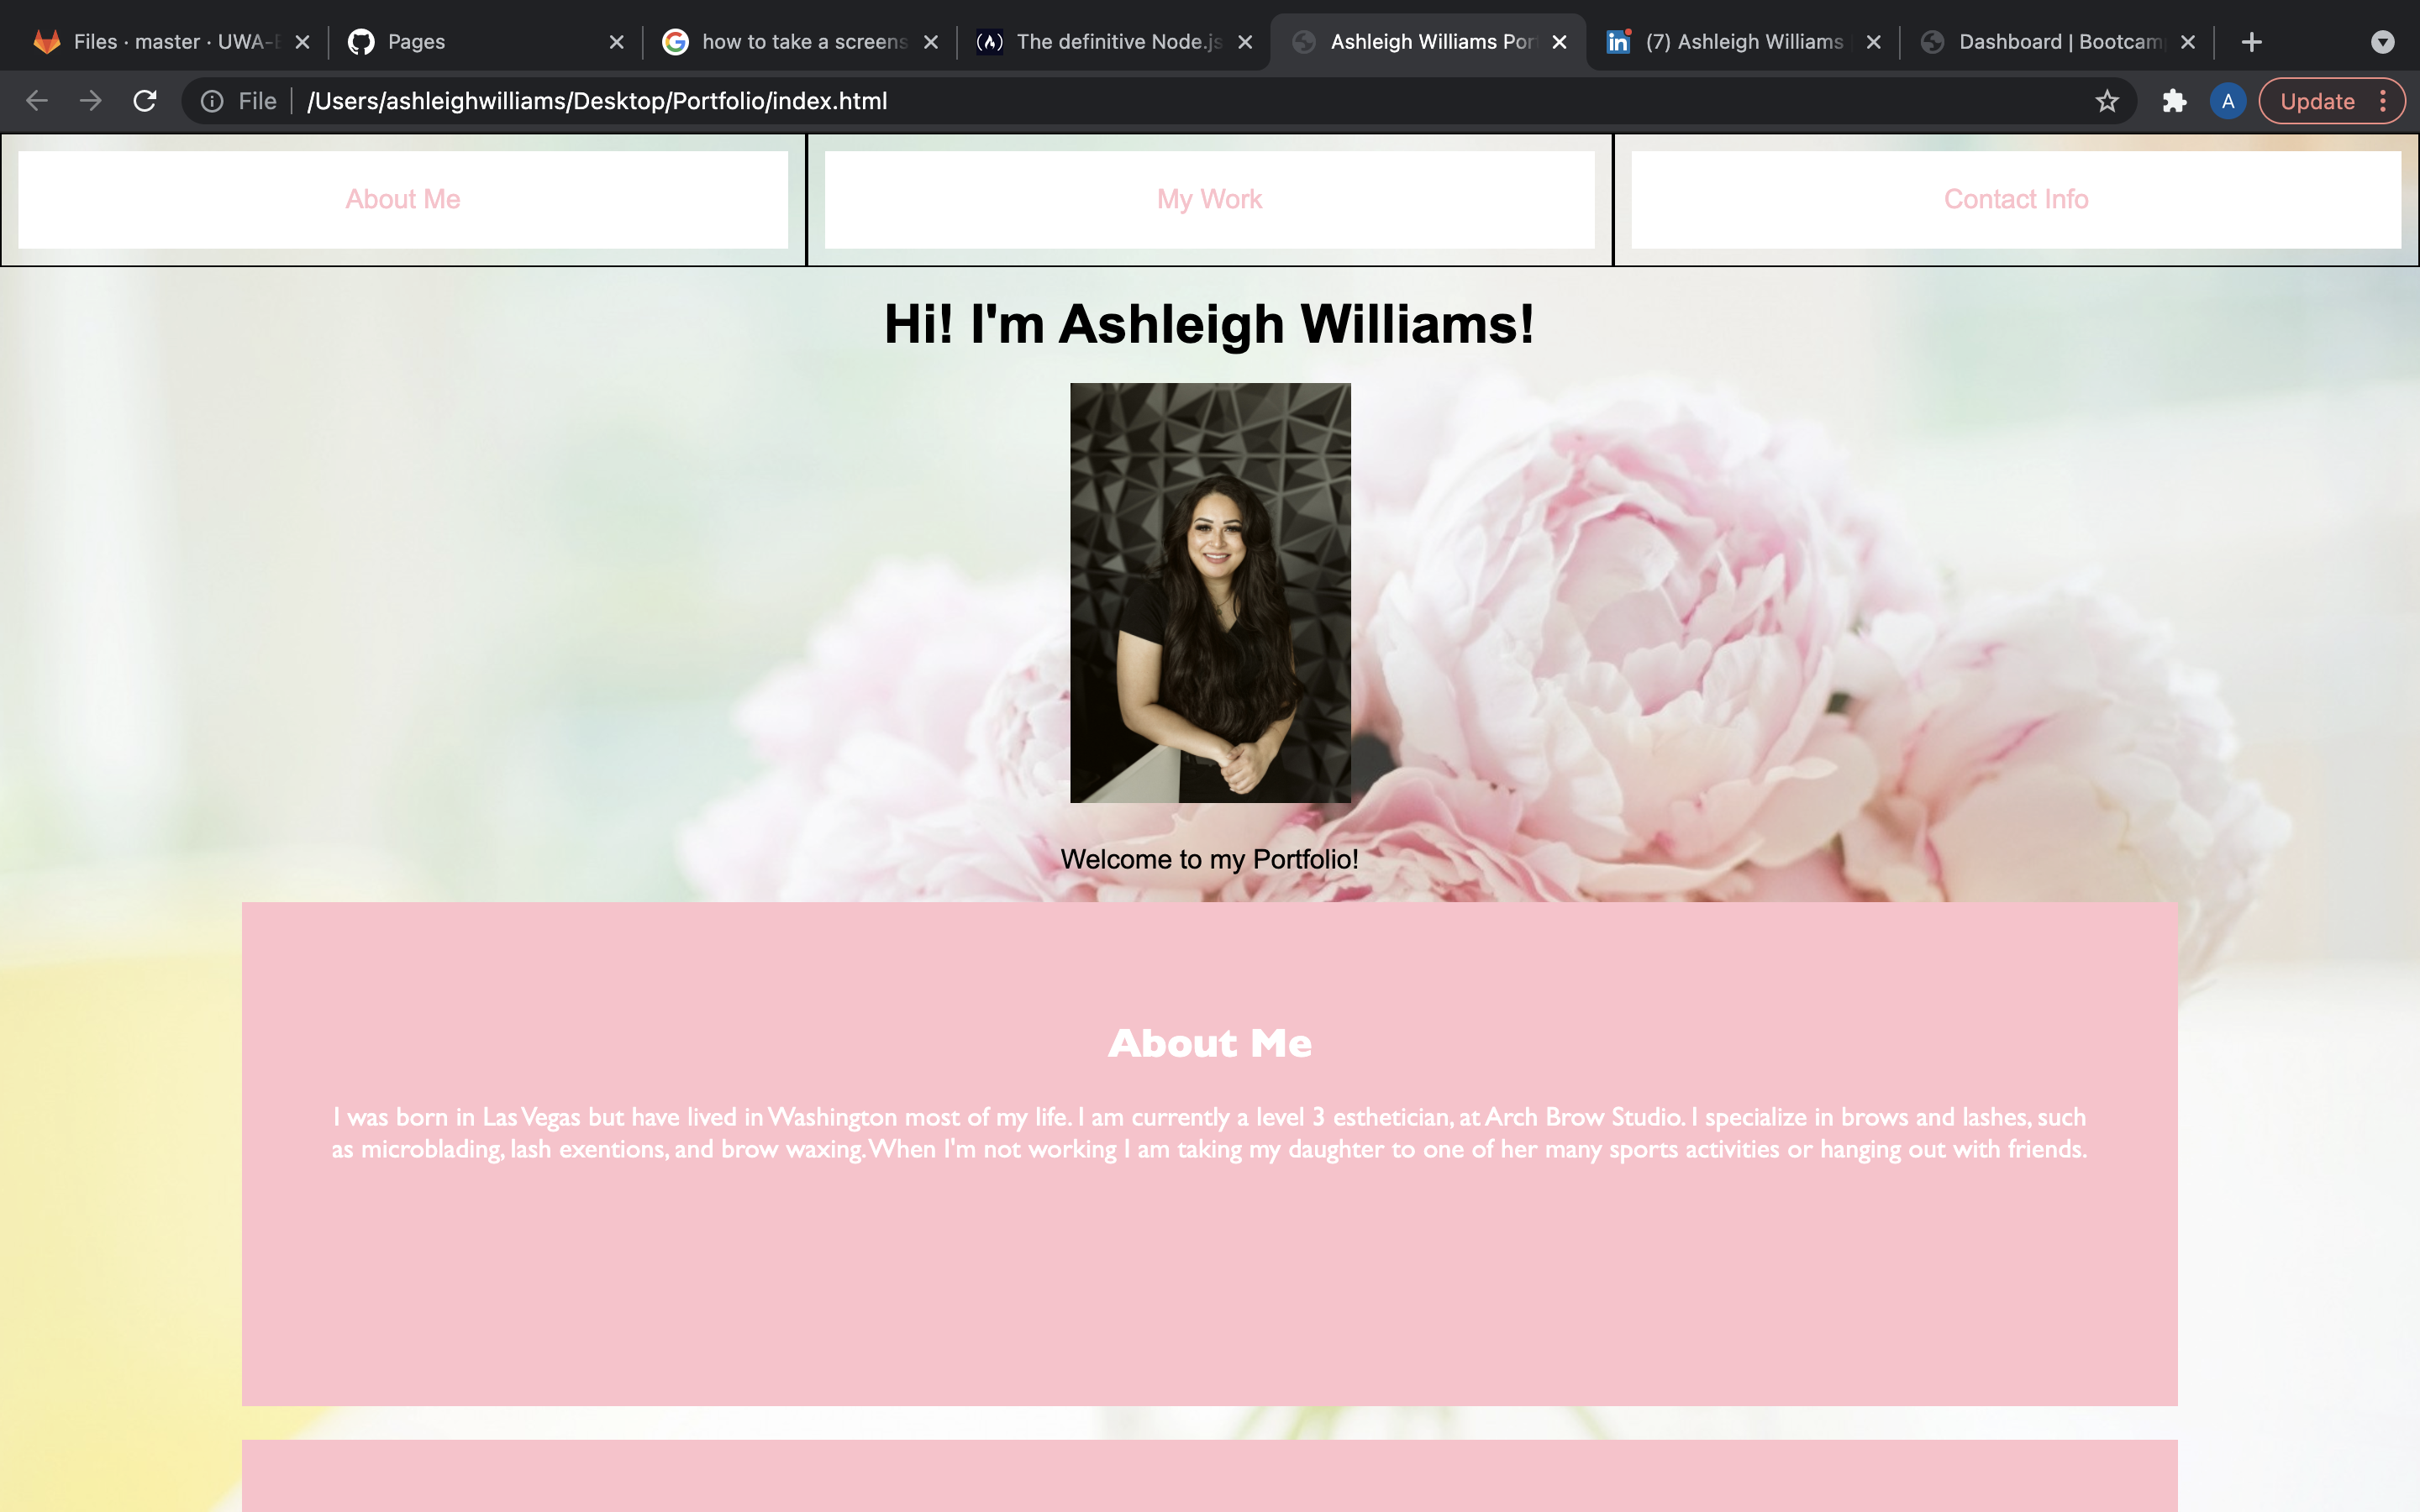 Files · master · UWA-
Pages
how to take a screens
The definitive Node.js
Ashleigh Williams Por
(7) Ashleigh Williams
Dashboard | Bootcam
File
/Users/ashleighwilliams/Desktop/Portfolio/index.html
A
Update
About Me
My Work
Contact Info
Hi! I'm Ashleigh Williams!
Welcome to my Portfolio!
About Me
I was born in Las Vegas but have lived in Washington most of my life. I am currently a level 3 esthetician, at Arch Brow Studio. I specialize in brows and lashes, such
as microblading, lash exentions, and brow waxing. When I'm not working I am taking my daughter to one of her many sports activities or hanging out with friends.